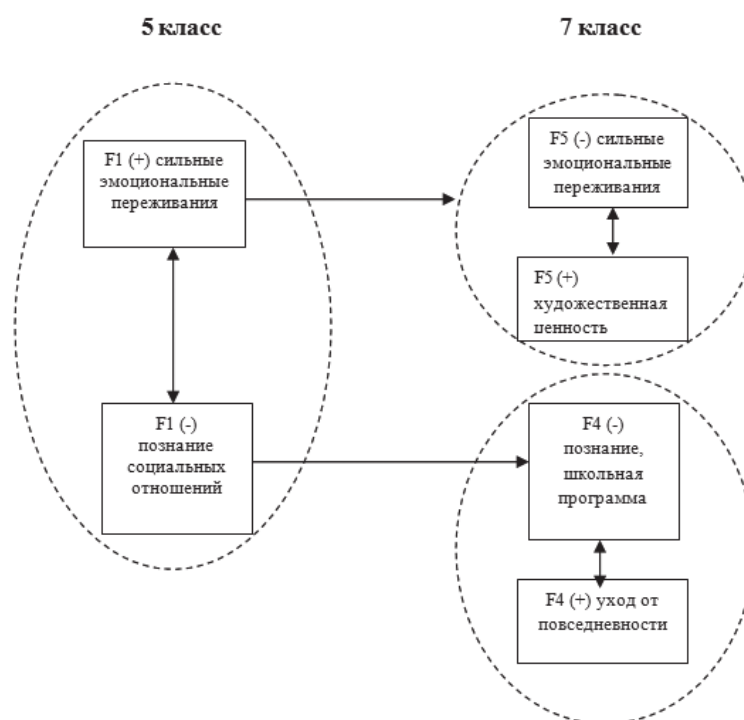 5 класс
7 класс
F1 (+) сильные
эмоциональные
переживания
F5 (-) сильные
эмоциональные
переживания
F5 (+)
художественная
ценность
F1 (-)
познание
социальных
отношений
F4 (-)
познание,
школьная
программа
F4 (+) уход от
повседневности